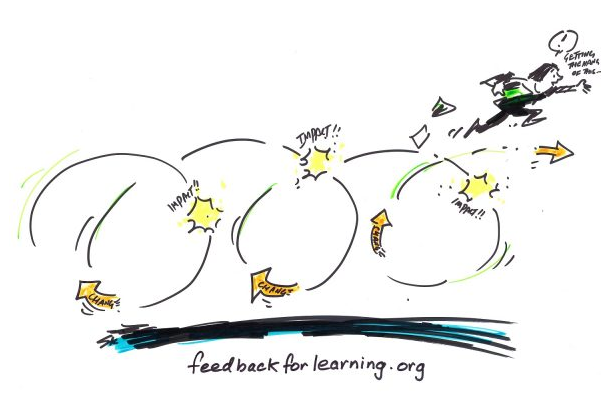 !
GETTING
THE HANG
OF THIS...
IMPACT!!
IMPACT!!
IMPACT!!
CHANGE
CHANGE
CHANGE
feedbackforlearning.org